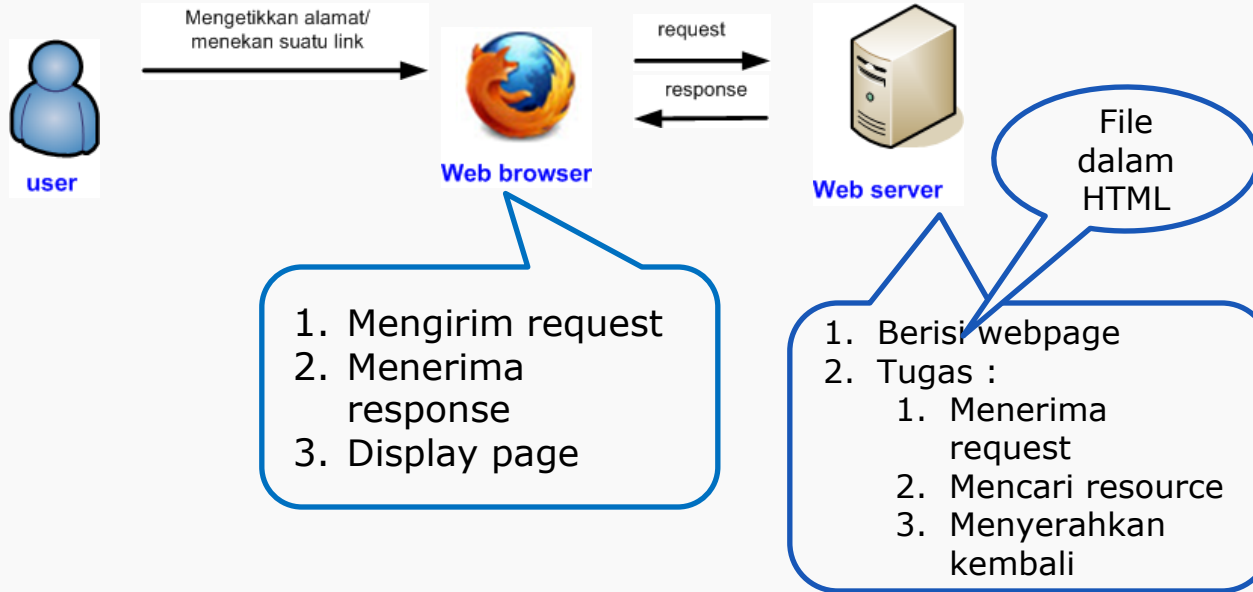 Mengetikkan alamat/
menekan suatu link
request
response
user
Web browser
Web server
File
dalam
HTML
1. Mengirim request
2. Menerima
response
3. Display page
1. Berisi webpage
2. Tugas :
1. Menerima
request
2. Mencari resource
3. Menyerahkan
kembali